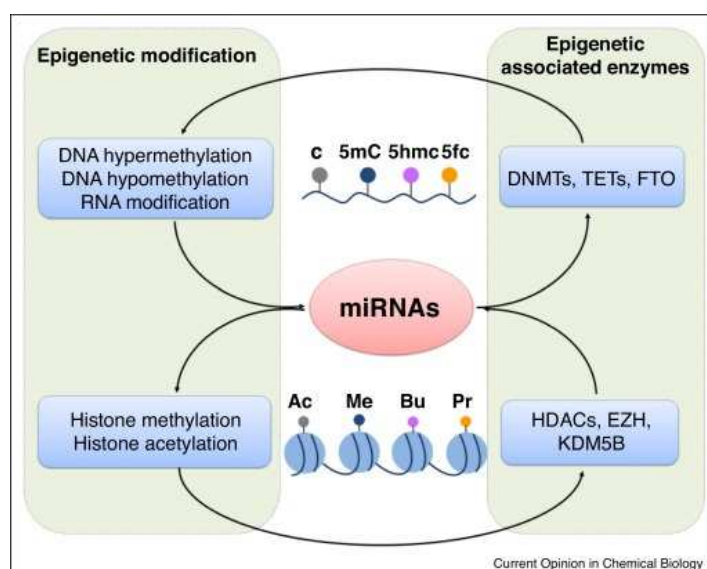 Epigenetic modification
Epigenetic
associated enzymes
DNA hypermethylation
DNA hypomethylation
RNA modification
c 5mC 5hmc 5fc
DNMTs, TETs, FTO
miRNAs
Histone methylation
Histone acetylation
Ac Me Bu Pr
HDACs, EZH,
KDM5B
Current Opinion in Chemical Biology